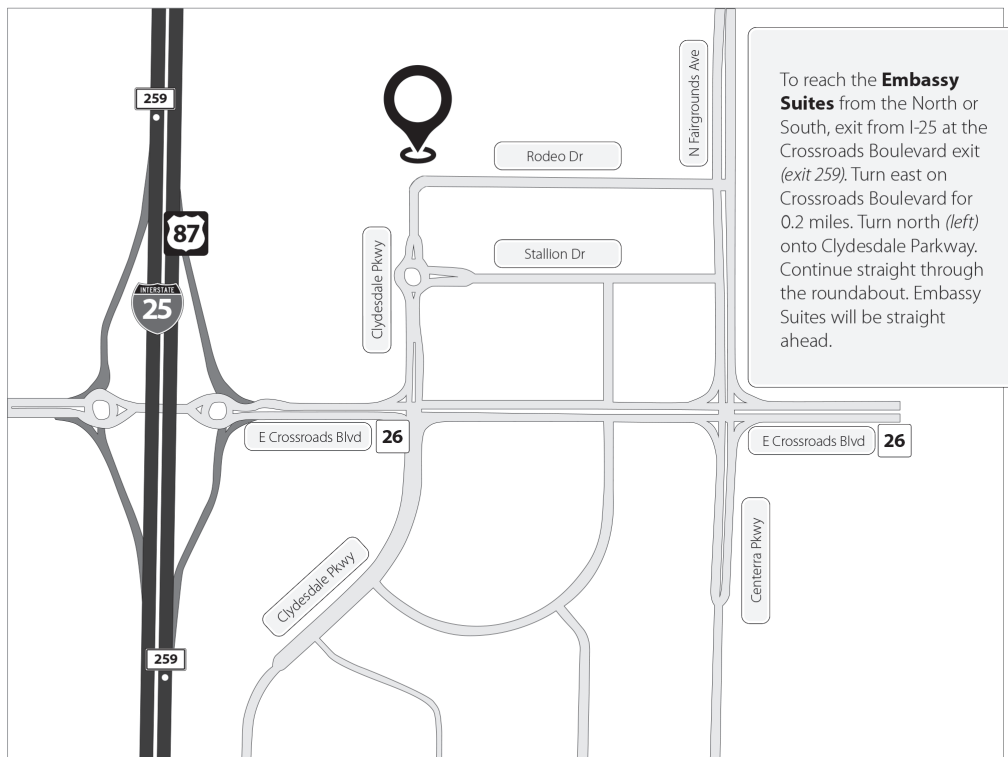 259
N Fairgrounds Ave
To reach the Embassy
Suites from the North or
South, exit from I-25 at the
Crossroads Boulevard exit
(exit 259). Turn east on
Crossroads Boulevard for
0.2 miles. Turn north (left)
onto Clydesdale Parkway.
Continue straight through
the roundabout. Embassy
Suites will be straight
ahead.
Rodeo Dr
87
Clydesdale Pkwy
Stallion Dr
INTERSTATE
25
E Crossroads Blvd 26
E Crossroads Blvd 26
Centerra Pkwy
Clydesdale Pkwy
259